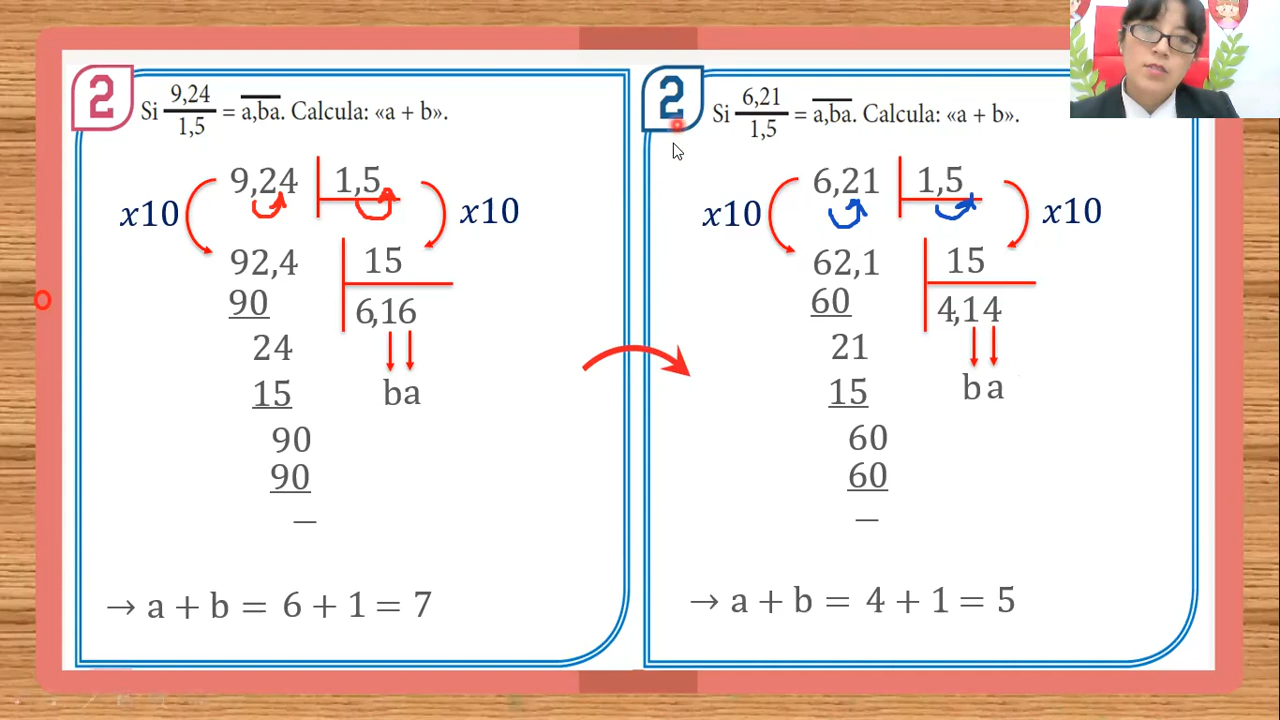 2
Si 9,24/1,5 = a,ba. Calcula: «a + b».
9,24 1,5
x10 x10
92,4 15
90 6,16
24
15 ba
90
90
–
→ a + b = 6 + 1 = 7
2
Si 6,21/1,5 = a,ba. Calcula: «a + b».
6,21 1,5
x10 x10
62,1 15
60 4,14
21
15 b a
60
60
–
→ a + b = 4 + 1 = 5